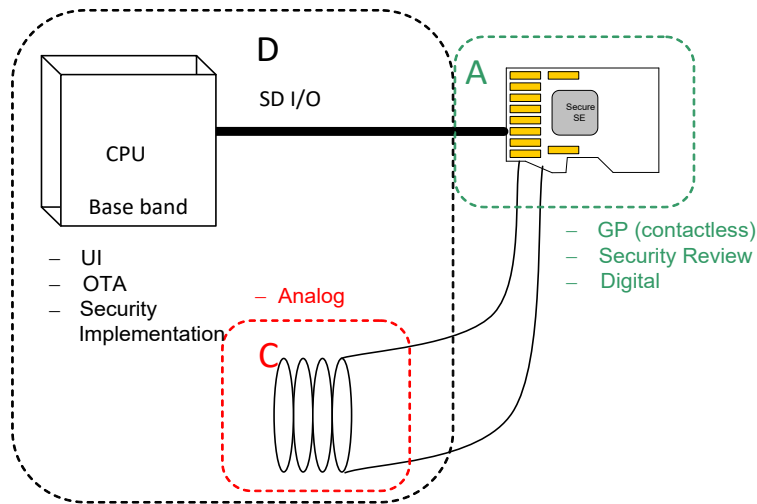 D
A
SD I/O
Secure
SE
CPU
Base band
– UI
– OTA
– Security
Implementation
– Analog
C
– GP (contactless)
– Security Review
– Digital